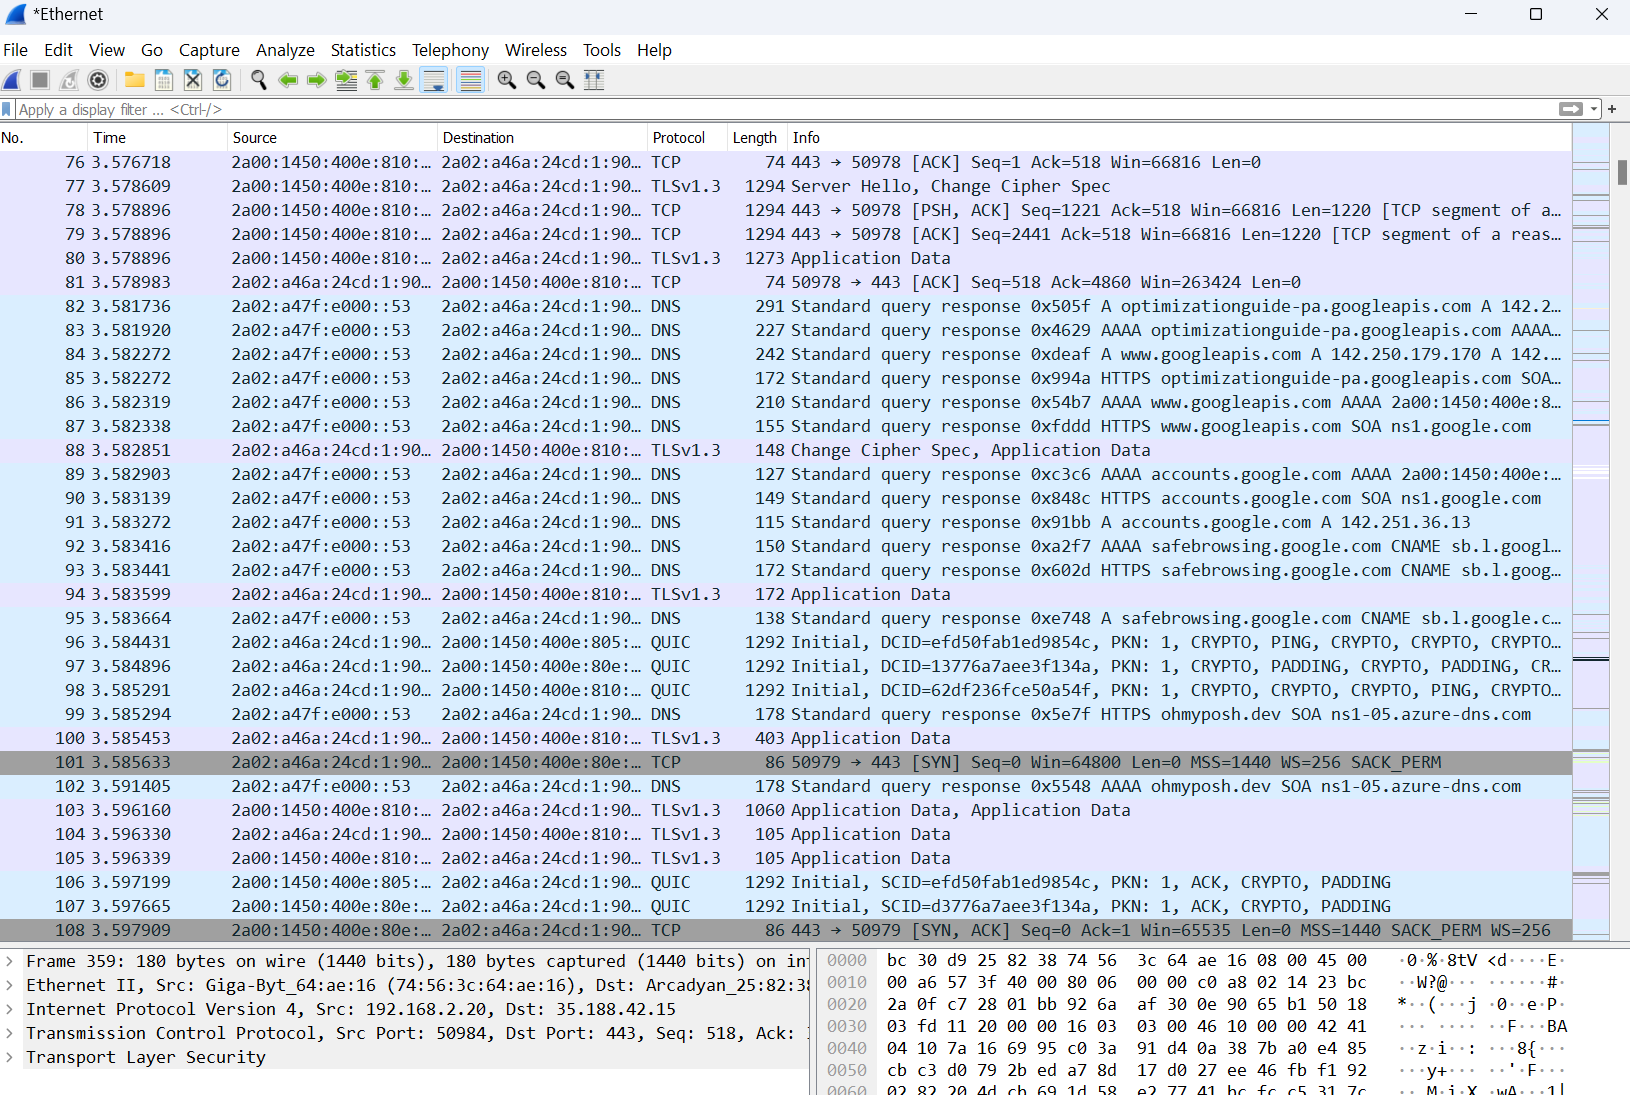 *Ethernet
File Edit View Go Capture Analyze Statistics Telephony Wireless Tools Help
Apply a display filter ... <Ctrl-/>
No. Time Source Destination Protocol Length Info
76 3.576718 2a00:1450:400e:810:… 2a02:a46a:24cd:1:90… TCP 74 443 → 50978 [ACK] Seq=1 Ack=518 Win=66816 Len=0
77 3.578609 2a00:1450:400e:810:… 2a02:a46a:24cd:1:90… TLSv1.3 1294 Server Hello, Change Cipher Spec
78 3.578896 2a00:1450:400e:810:… 2a02:a46a:24cd:1:90… TCP 1294 443 → 50978 [PSH, ACK] Seq=1221 Ack=518 Win=66816 Len=1220 [TCP segment of a…
79 3.578896 2a00:1450:400e:810:… 2a02:a46a:24cd:1:90… TCP 1294 443 → 50978 [ACK] Seq=2441 Ack=518 Win=66816 Len=1220 [TCP segment of a reas…
80 3.578896 2a00:1450:400e:810:… 2a02:a46a:24cd:1:90… TLSv1.3 1273 Application Data
81 3.578983 2a02:a46a:24cd:1:90… 2a00:1450:400e:810:… TCP 74 50978 → 443 [ACK] Seq=518 Ack=4860 Win=263424 Len=0
82 3.581736 2a02:a47f:e000::53 2a02:a46a:24cd:1:90… DNS 291 Standard query response 0x505f A optimizationguide-pa.googleapis.com A 142.2…
83 3.581920 2a02:a47f:e000::53 2a02:a46a:24cd:1:90… DNS 227 Standard query response 0x4629 AAAA optimizationguide-pa.googleapis.com AAAA…
84 3.582272 2a02:a47f:e000::53 2a02:a46a:24cd:1:90… DNS 242 Standard query response 0xdeaf A www.googleapis.com A 142.250.179.170 A 142.…
85 3.582272 2a02:a47f:e000::53 2a02:a46a:24cd:1:90… DNS 172 Standard query response 0x994a HTTPS optimizationguide-pa.googleapis.com SOA…
86 3.582319 2a02:a47f:e000::53 2a02:a46a:24cd:1:90… DNS 210 Standard query response 0x54b7 AAAA www.googleapis.com AAAA 2a00:1450:400e:8…
87 3.582338 2a02:a47f:e000::53 2a02:a46a:24cd:1:90… DNS 155 Standard query response 0xfddd HTTPS www.googleapis.com SOA ns1.google.com
88 3.582851 2a02:a46a:24cd:1:90… 2a00:1450:400e:810:… TLSv1.3 148 Change Cipher Spec, Application Data
89 3.582903 2a02:a47f:e000::53 2a02:a46a:24cd:1:90… DNS 127 Standard query response 0xc3c6 AAAA accounts.google.com AAAA 2a00:1450:400e:…
90 3.583139 2a02:a47f:e000::53 2a02:a46a:24cd:1:90… DNS 149 Standard query response 0x848c HTTPS accounts.google.com SOA ns1.google.com
91 3.583272 2a02:a47f:e000::53 2a02:a46a:24cd:1:90… DNS 115 Standard query response 0x91bb A accounts.google.com A 142.251.36.13
92 3.583416 2a02:a47f:e000::53 2a02:a46a:24cd:1:90… DNS 150 Standard query response 0xa2f7 AAAA safebrowsing.google.com CNAME sb.l.googl…
93 3.583441 2a02:a47f:e000::53 2a02:a46a:24cd:1:90… DNS 172 Standard query response 0x602d HTTPS safebrowsing.google.com CNAME sb.l.goog…
94 3.583599 2a02:a46a:24cd:1:90… 2a00:1450:400e:810:… TLSv1.3 172 Application Data
95 3.583664 2a02:a47f:e000::53 2a02:a46a:24cd:1:90… DNS 138 Standard query response 0xe748 A safebrowsing.google.com CNAME sb.l.google.c…
96 3.584431 2a02:a46a:24cd:1:90… 2a00:1450:400e:805:… QUIC 1292 Initial, DCID=efd50fab1ed9854c, PKN: 1, CRYPTO, PING, CRYPTO, CRYPTO, CRYPTO…
97 3.584896 2a02:a46a:24cd:1:90… 2a00:1450:400e:80e:… QUIC 1292 Initial, DCID=13776a7aee3f134a, PKN: 1, CRYPTO, PADDING, CRYPTO, PADDING, CR…
98 3.585291 2a02:a46a:24cd:1:90… 2a00:1450:400e:810:… QUIC 1292 Initial, DCID=62df236fce50a54f, PKN: 1, CRYPTO, CRYPTO, CRYPTO, PING, CRYPTO…
99 3.585294 2a02:a47f:e000::53 2a02:a46a:24cd:1:90… DNS 178 Standard query response 0x5e7f HTTPS ohmyposh.dev SOA ns1-05.azure-dns.com
100 3.585453 2a02:a46a:24cd:1:90… 2a00:1450:400e:810:… TLSv1.3 403 Application Data
101 3.585633 2a02:a46a:24cd:1:90… 2a00:1450:400e:80e:… TCP 86 50979 → 443 [SYN] Seq=0 Win=64800 Len=0 MSS=1440 WS=256 SACK_PERM
102 3.591405 2a02:a47f:e000::53 2a02:a46a:24cd:1:90… DNS 178 Standard query response 0x5548 AAAA ohmyposh.dev SOA ns1-05.azure-dns.com
103 3.596160 2a00:1450:400e:810:… 2a02:a46a:24cd:1:90… TLSv1.3 1060 Application Data, Application Data
104 3.596330 2a02:a46a:24cd:1:90… 2a00:1450:400e:810:… TLSv1.3 105 Application Data
105 3.596339 2a00:1450:400e:810:… 2a02:a46a:24cd:1:90… TLSv1.3 105 Application Data
106 3.597199 2a00:1450:400e:805:… 2a02:a46a:24cd:1:90… QUIC 1292 Initial, SCID=efd50fab1ed9854c, PKN: 1, ACK, CRYPTO, PADDING
107 3.597665 2a00:1450:400e:80e:… 2a02:a46a:24cd:1:90… QUIC 1292 Initial, SCID=d3776a7aee3f134a, PKN: 1, ACK, CRYPTO, PADDING
108 3.597909 2a00:1450:400e:80e:… 2a02:a46a:24cd:1:90… TCP 86 443 → 50979 [SYN, ACK] Seq=0 Ack=1 Win=65535 Len=0 MSS=1440 SACK_PERM WS=256
Frame 359: 180 bytes on wire (1440 bits), 180 bytes captured (1440 bits) on in
Ethernet II, Src: Giga-Byt_64:ae:16 (74:56:3c:64:ae:16), Dst: Arcadyan_25:82:38
Internet Protocol Version 4, Src: 192.168.2.20, Dst: 35.188.42.15
Transmission Control Protocol, Src Port: 50984, Dst Port: 443, Seq: 518, Ack:
Transport Layer Security
0000 bc 30 d9 25 82 38 74 56 3c 64 ae 16 08 00 45 00 ·0·%·8tV <d····E·
0010 00 a6 57 3f 40 00 80 06 00 00 c0 a8 02 14 23 bc ··W?@··· ······#·
0020 2a 0f c7 28 01 bb 92 6a af 30 0e 90 65 b1 50 18 *··(···j ·0··e·P·
0030 03 fd 11 20 00 00 16 03 03 00 46 10 00 00 42 41 ··· ···· ··F···BA
0040 04 10 7a 16 69 95 c0 3a 91 d4 0a 38 7b a0 e4 85 ··z·i··: ···8{···
0050 cb c3 d0 79 2b ed a7 8d 17 d0 27 ee 46 fb f1 92 ···y+··· ··'·F···
0060 02 82 20 4d cb 69 1d 58 e2 77 41 bc fc c5 31 7c ·· M·i·X ·wA···1|